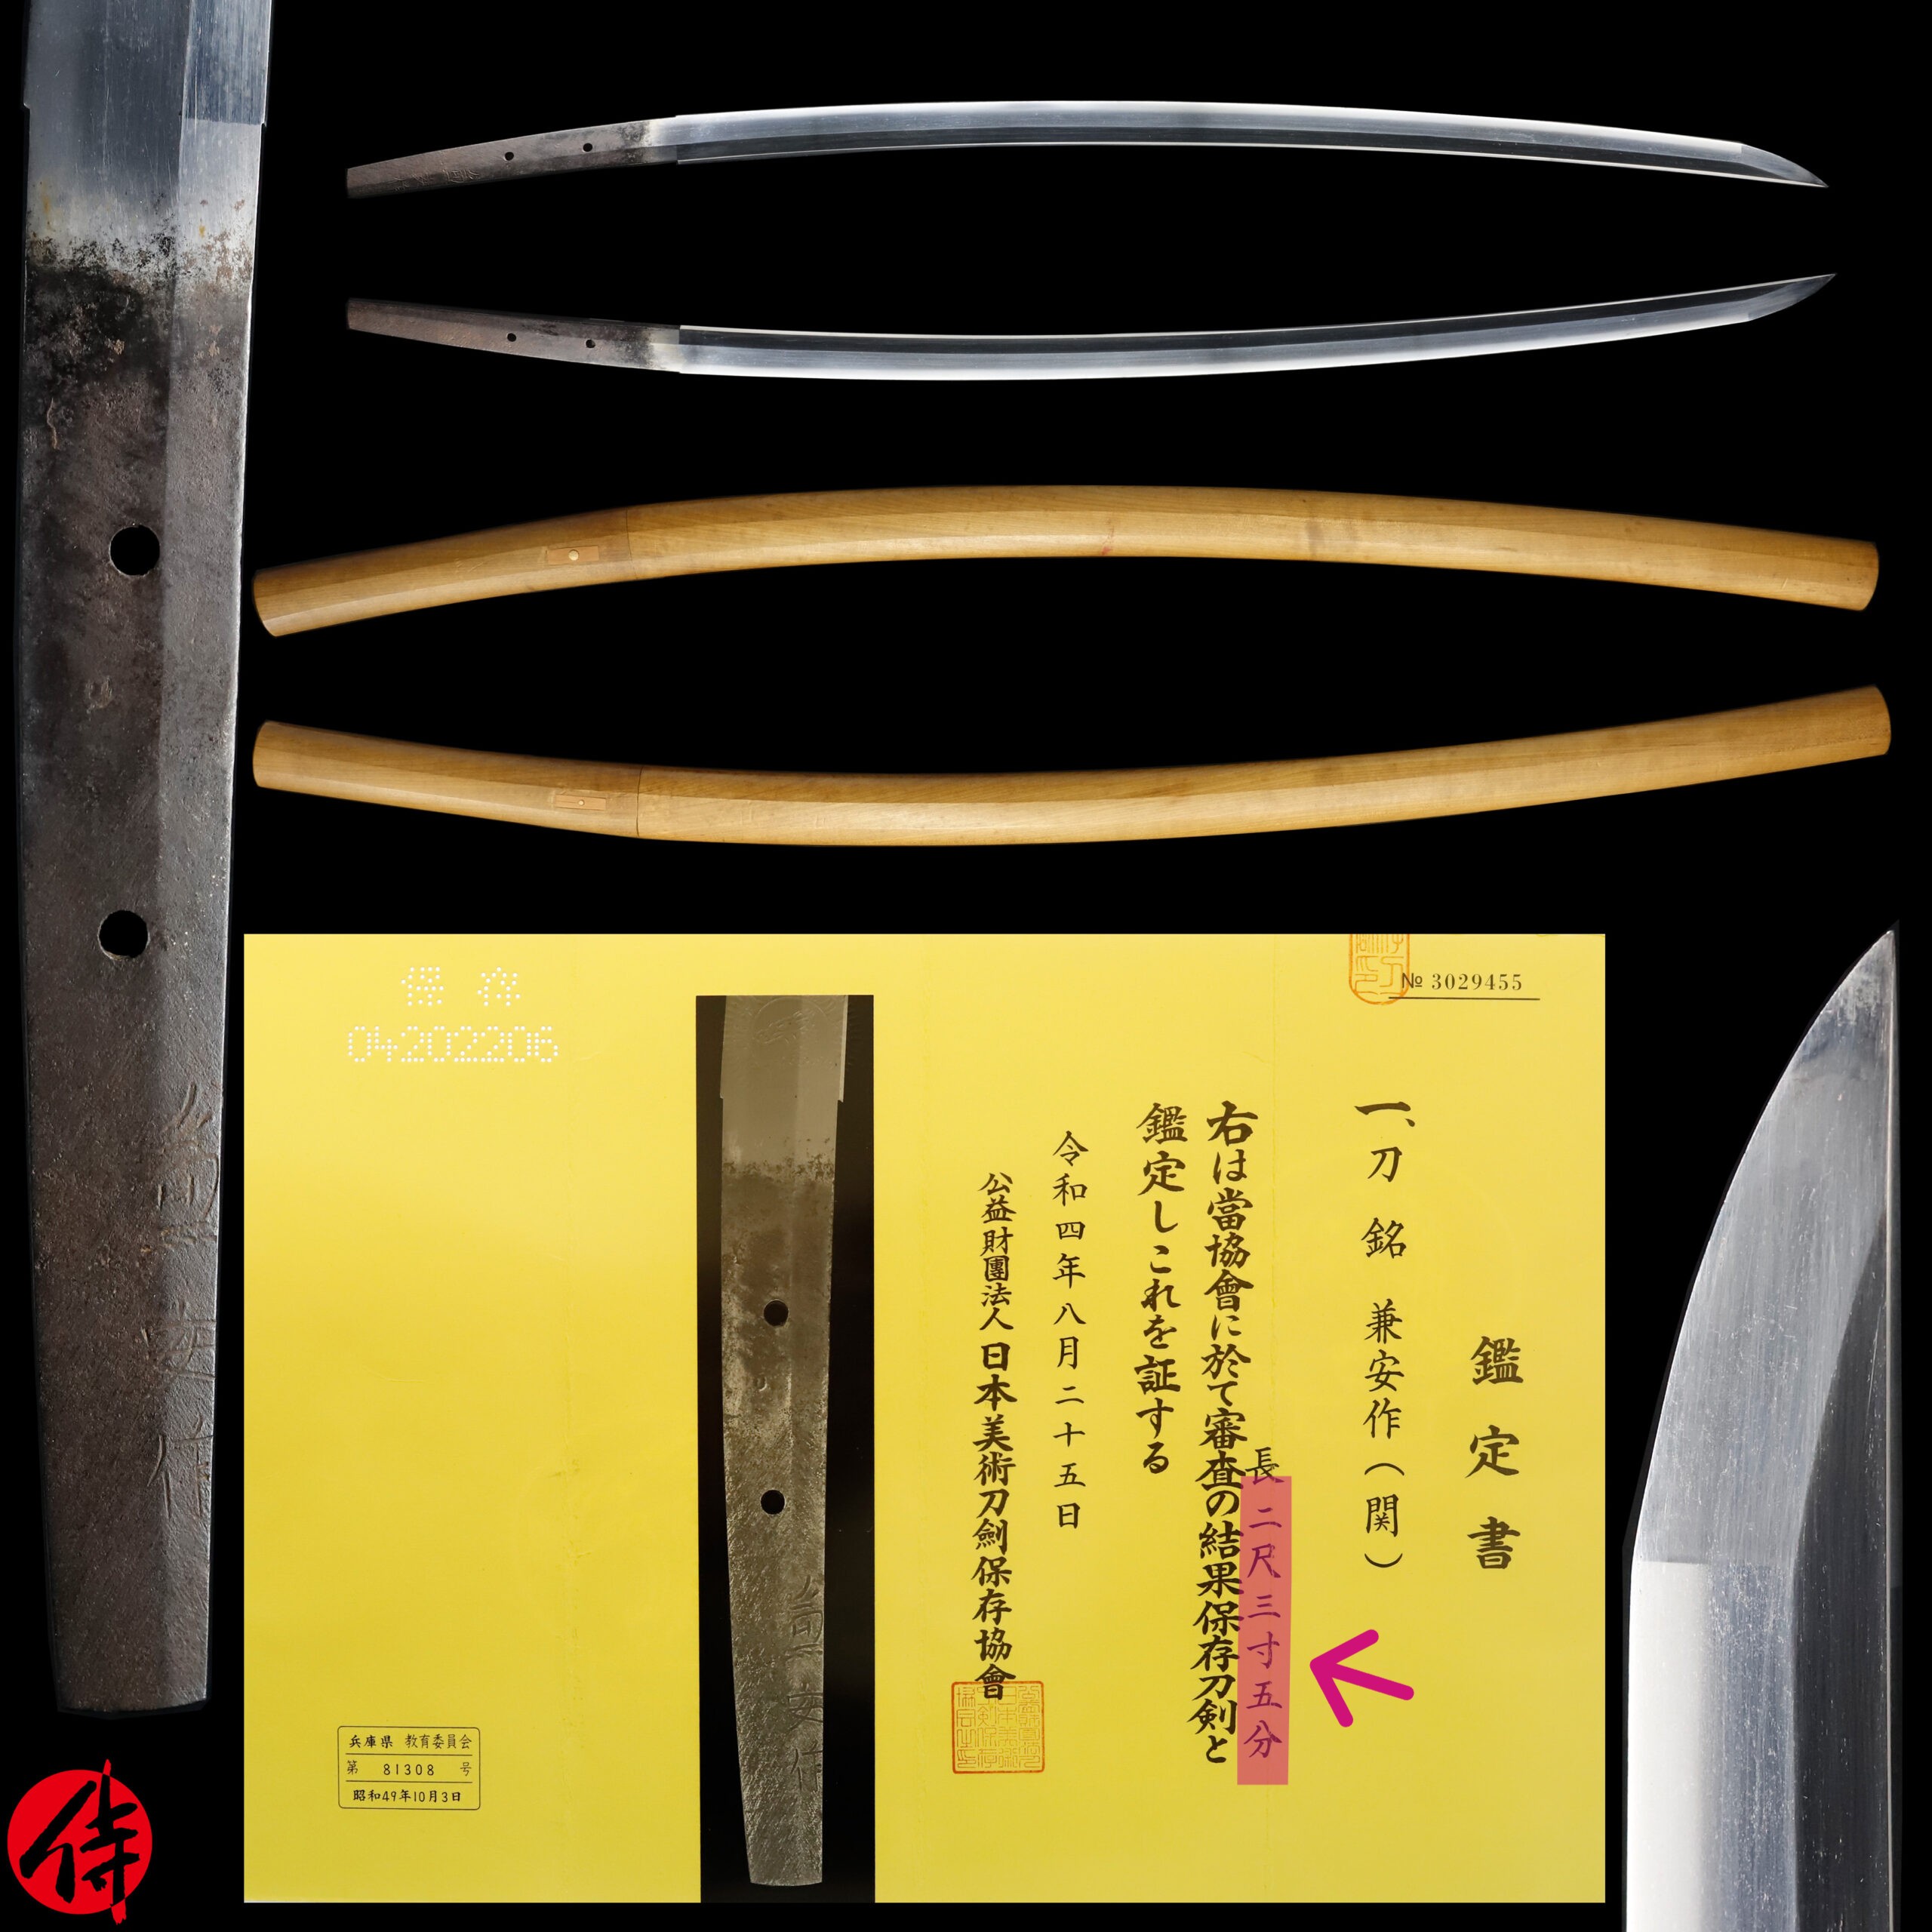 保存
04202206
№ 3029455
鑑定書
一、刀 銘 兼安作(関)
長 二尺三寸五分
右は當協會に於て審査の結果保存刀剣と
鑑定しこれを証する
令和四年八月二十五日
公益財團法人日本美術刀劍保存協會
兵庫県 教育委員会
第 81308 号
昭和49年10月3日
侍